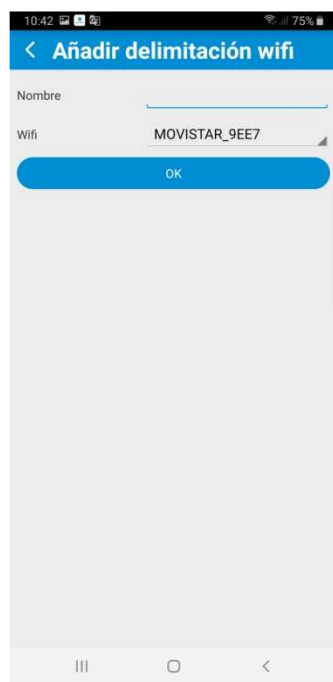 10:42 75%
Añadir delimitación wifi
Nombre
Wifi MOVISTAR_9EE7
OK